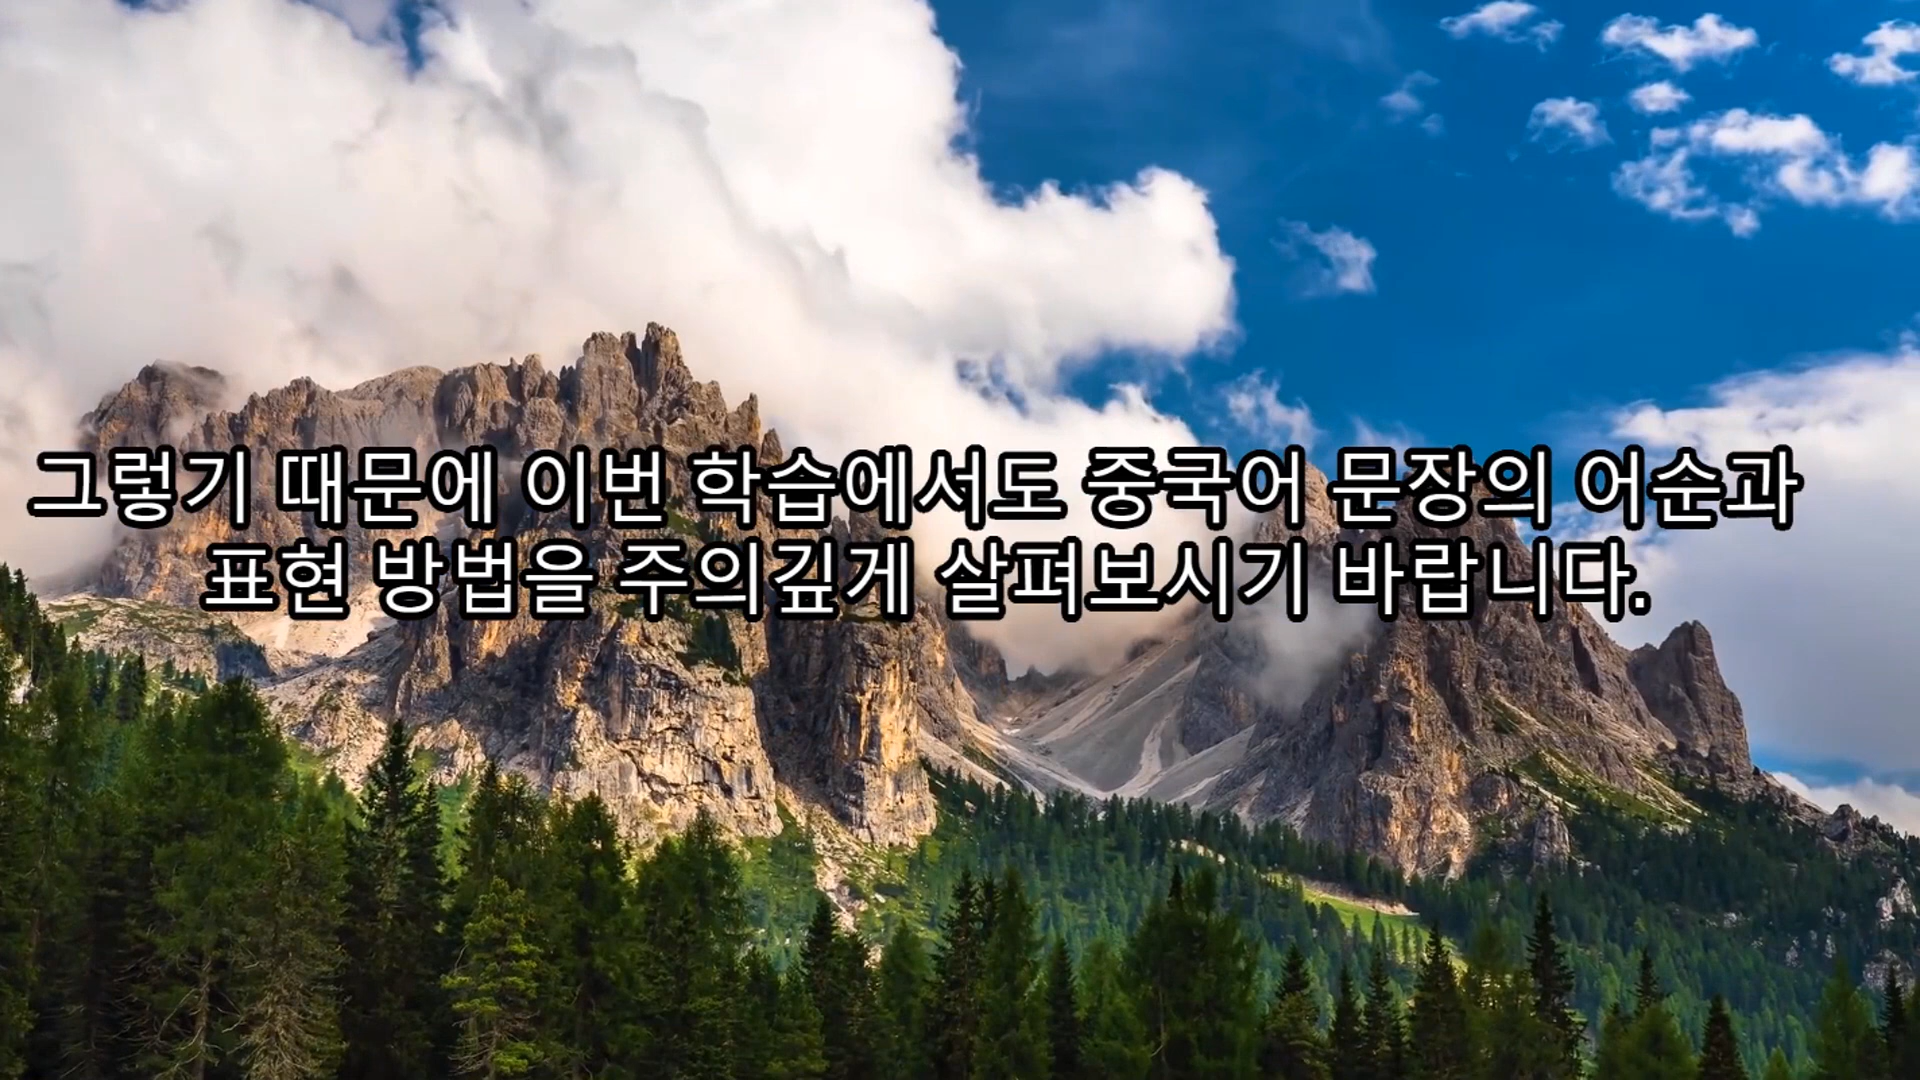 그렇기 때문에 이번 학습에서도 중국어 문장의 어순과
표현 방법을 주의깊게 살펴보시기 바랍니다.